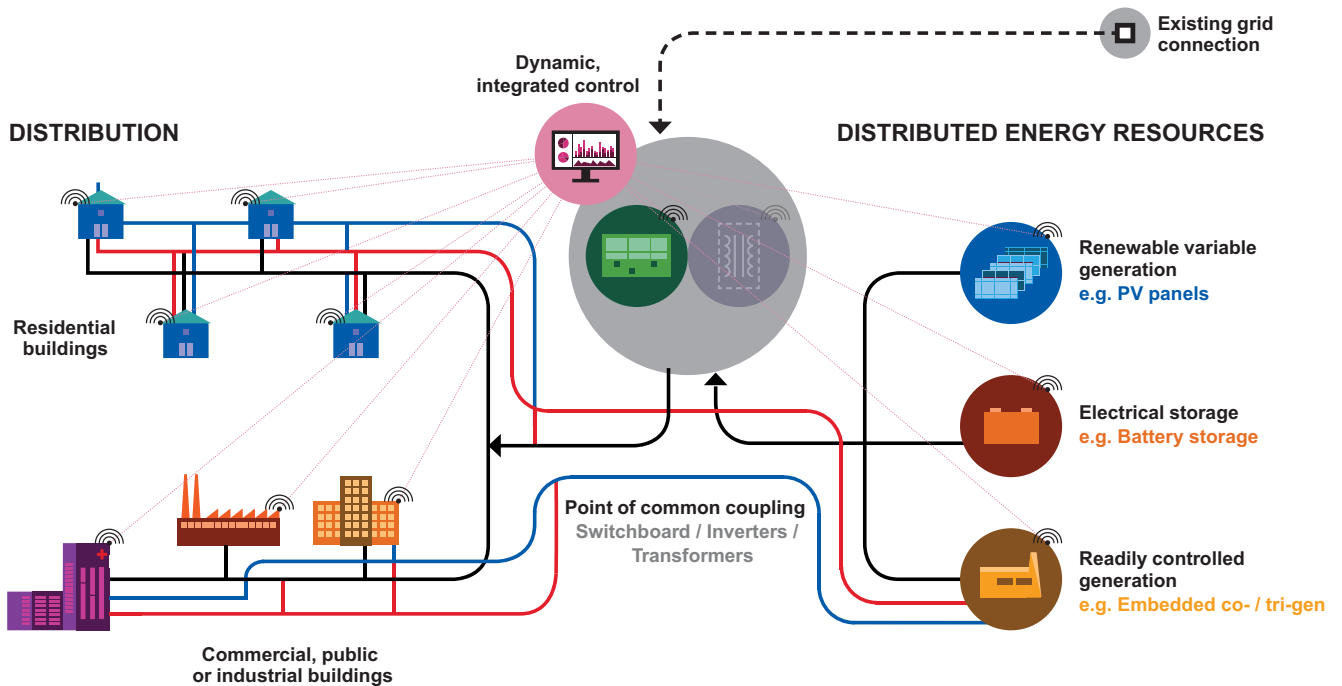 Existing grid
connection
Dynamic,
integrated control
DISTRIBUTION
DISTRIBUTED ENERGY RESOURCES
Renewable variable
generation
e.g. PV panels
Residential
buildings
Electrical storage
e.g. Battery storage
Point of common coupling
Switchboard / Inverters /
Transformers
Readily controlled
generation
e.g. Embedded co- / tri-gen
Commercial, public
or industrial buildings